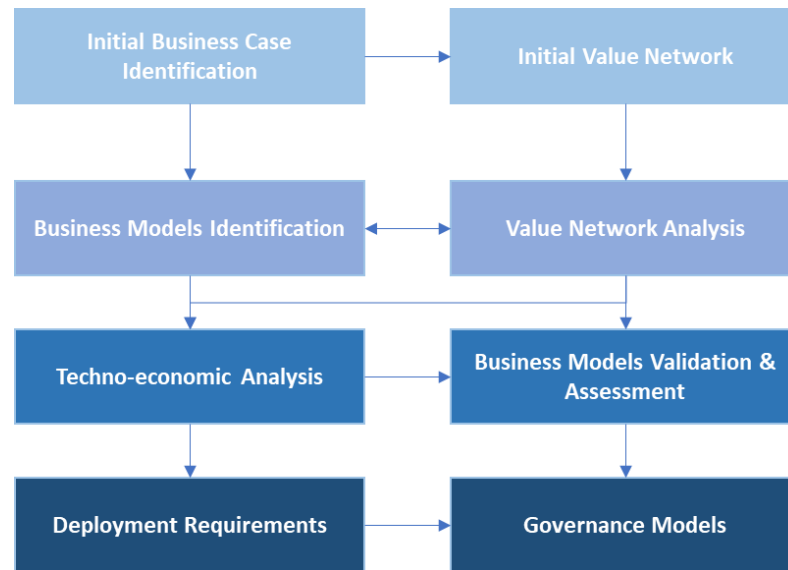 Initial Business Case
Identification
Initial Value Network
Business Models Identification
Value Network Analysis
Techno-economic Analysis
Business Models Validation &
Assessment
Deployment Requirements
Governance Models